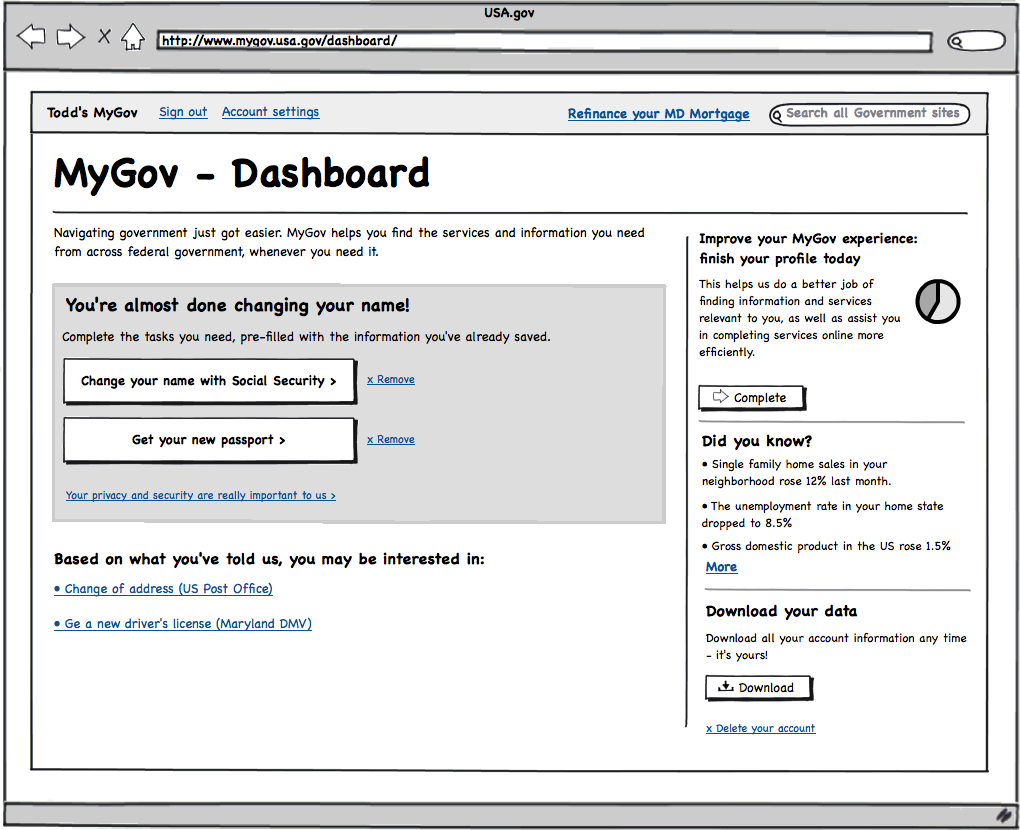 USA.gov
http://www.mygov.usa.gov/dashboard/
Todd's MyGov Sign out Account settings Refinance your MD Mortgage Search all Government sites
MyGov - Dashboard
Navigating government just got easier. MyGov helps you find the services and information you need
from across federal government, whenever you need it.
You're almost done changing your name!
Complete the tasks you need, pre-filled with the information you've already saved.
Change your name with Social Security > x Remove
Get your new passport > x Remove
Your privacy and security are really important to us >
Based on what you've told us, you may be interested in:
• Change of address (US Post Office)
• Ge a new driver's license (Maryland DMV)
Improve your MyGov experience:
finish your profile today
This helps us do a better job of
finding information and services
relevant to you, as well as assist you
in completing services online more
efficiently.
Complete
Did you know?
• Single family home sales in your
neighborhood rose 12% last month.
• The unemployment rate in your home state
dropped to 8.5%
• Gross domestic product in the US rose 1.5%
More
Download your data
Download all your account information any time
- it's yours!
Download
x Delete your account